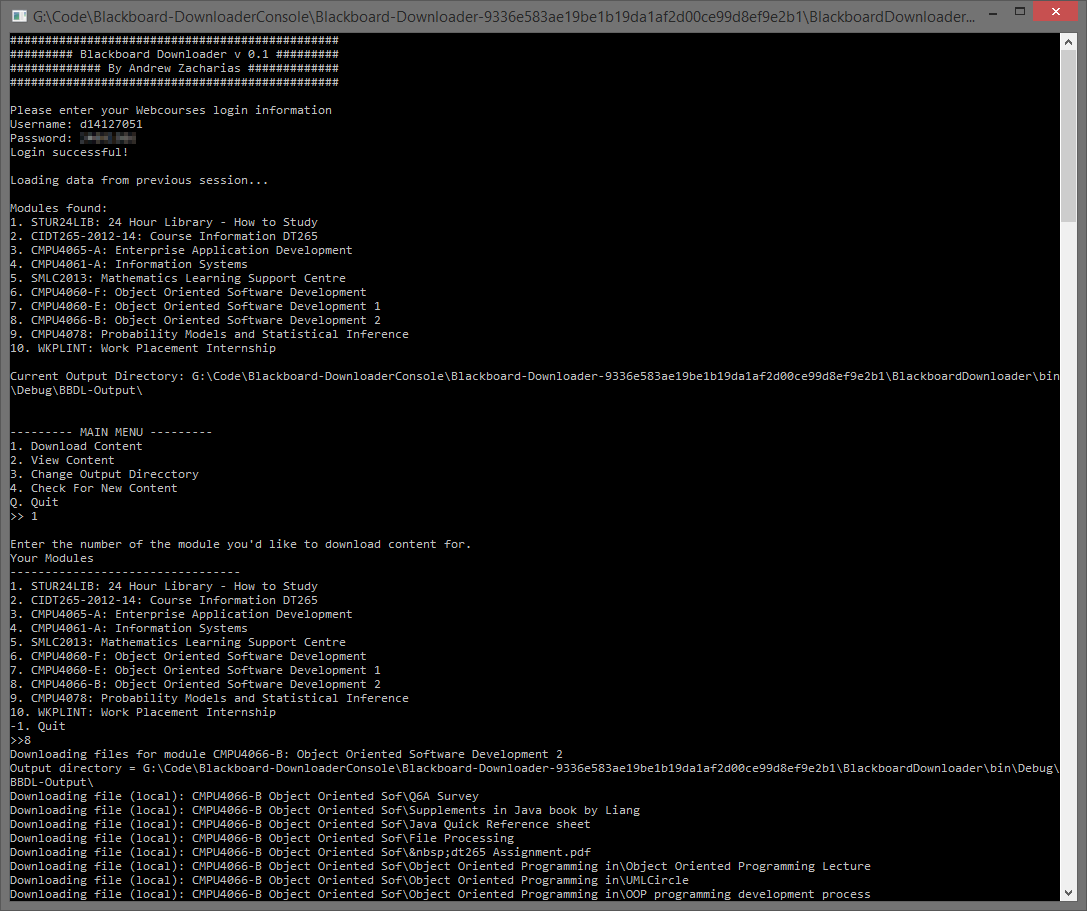 G:\Code\Blackboard-DownloaderConsole\Blackboard-Downloader-9336e583ae19be1b19da1af2d00ce99d8ef9e2b1\BlackboardDownloader...
###############################################
######### Blackboard Downloader v 0.1 #########
############# By Andrew Zacharias #############
###############################################
Please enter your Webcourses login information
Username: d14127051
Password:
Login successful!
Loading data from previous session...
Modules found:
1. STUR24LIB: 24 Hour Library - How to Study
2. CIDT265-2012-14: Course Information DT265
3. CMPU4065-A: Enterprise Application Development
4. CMPU4061-A: Information Systems
5. SMLC2013: Mathematics Learning Support Centre
6. CMPU4060-F: Object Oriented Software Development
7. CMPU4060-E: Object Oriented Software Development 1
8. CMPU4066-B: Object Oriented Software Development 2
9. CMPU4078: Probability Models and Statistical Inference
10. WKPLINT: Work Placement Internship
Current Output Directory: G:\Code\Blackboard-DownloaderConsole\Blackboard-Downloader-9336e583ae19be1b19da1af2d00ce99d8ef9e2b1\BlackboardDownloader\bin
\Debug\BBDL-Output\
--------- MAIN MENU ---------
1. Download Content
2. View Content
3. Change Output Direcctory
4. Check For New Content
Q. Quit
>> 1
Enter the number of the module you'd like to download content for.
Your Modules
---------------------------------
1. STUR24LIB: 24 Hour Library - How to Study
2. CIDT265-2012-14: Course Information DT265
3. CMPU4065-A: Enterprise Application Development
4. CMPU4061-A: Information Systems
5. SMLC2013: Mathematics Learning Support Centre
6. CMPU4060-F: Object Oriented Software Development
7. CMPU4060-E: Object Oriented Software Development 1
8. CMPU4066-B: Object Oriented Software Development 2
9. CMPU4078: Probability Models and Statistical Inference
10. WKPLINT: Work Placement Internship
-1. Quit
>>8
Downloading files for module CMPU4066-B: Object Oriented Software Development 2
Output directory = G:\Code\Blackboard-DownloaderConsole\Blackboard-Downloader-9336e583ae19be1b19da1af2d00ce99d8ef9e2b1\BlackboardDownloader\bin\Debug\
BBDL-Output\
Downloading file (local): CMPU4066-B Object Oriented Sof\Q6A Survey
Downloading file (local): CMPU4066-B Object Oriented Sof\Supplements in Java book by Liang
Downloading file (local): CMPU4066-B Object Oriented Sof\Java Quick Reference sheet
Downloading file (local): CMPU4066-B Object Oriented Sof\File Processing
Downloading file (local): CMPU4066-B Object Oriented Sof\&nbsp;dt265 Assignment.pdf
Downloading file (local): CMPU4066-B Object Oriented Sof\Object Oriented Programming in\Object Oriented Programming Lecture
Downloading file (local): CMPU4066-B Object Oriented Sof\Object Oriented Programming in\UMLCircle
Downloading file (local): CMPU4066-B Object Oriented Sof\Object Oriented Programming in\OOP programming development process